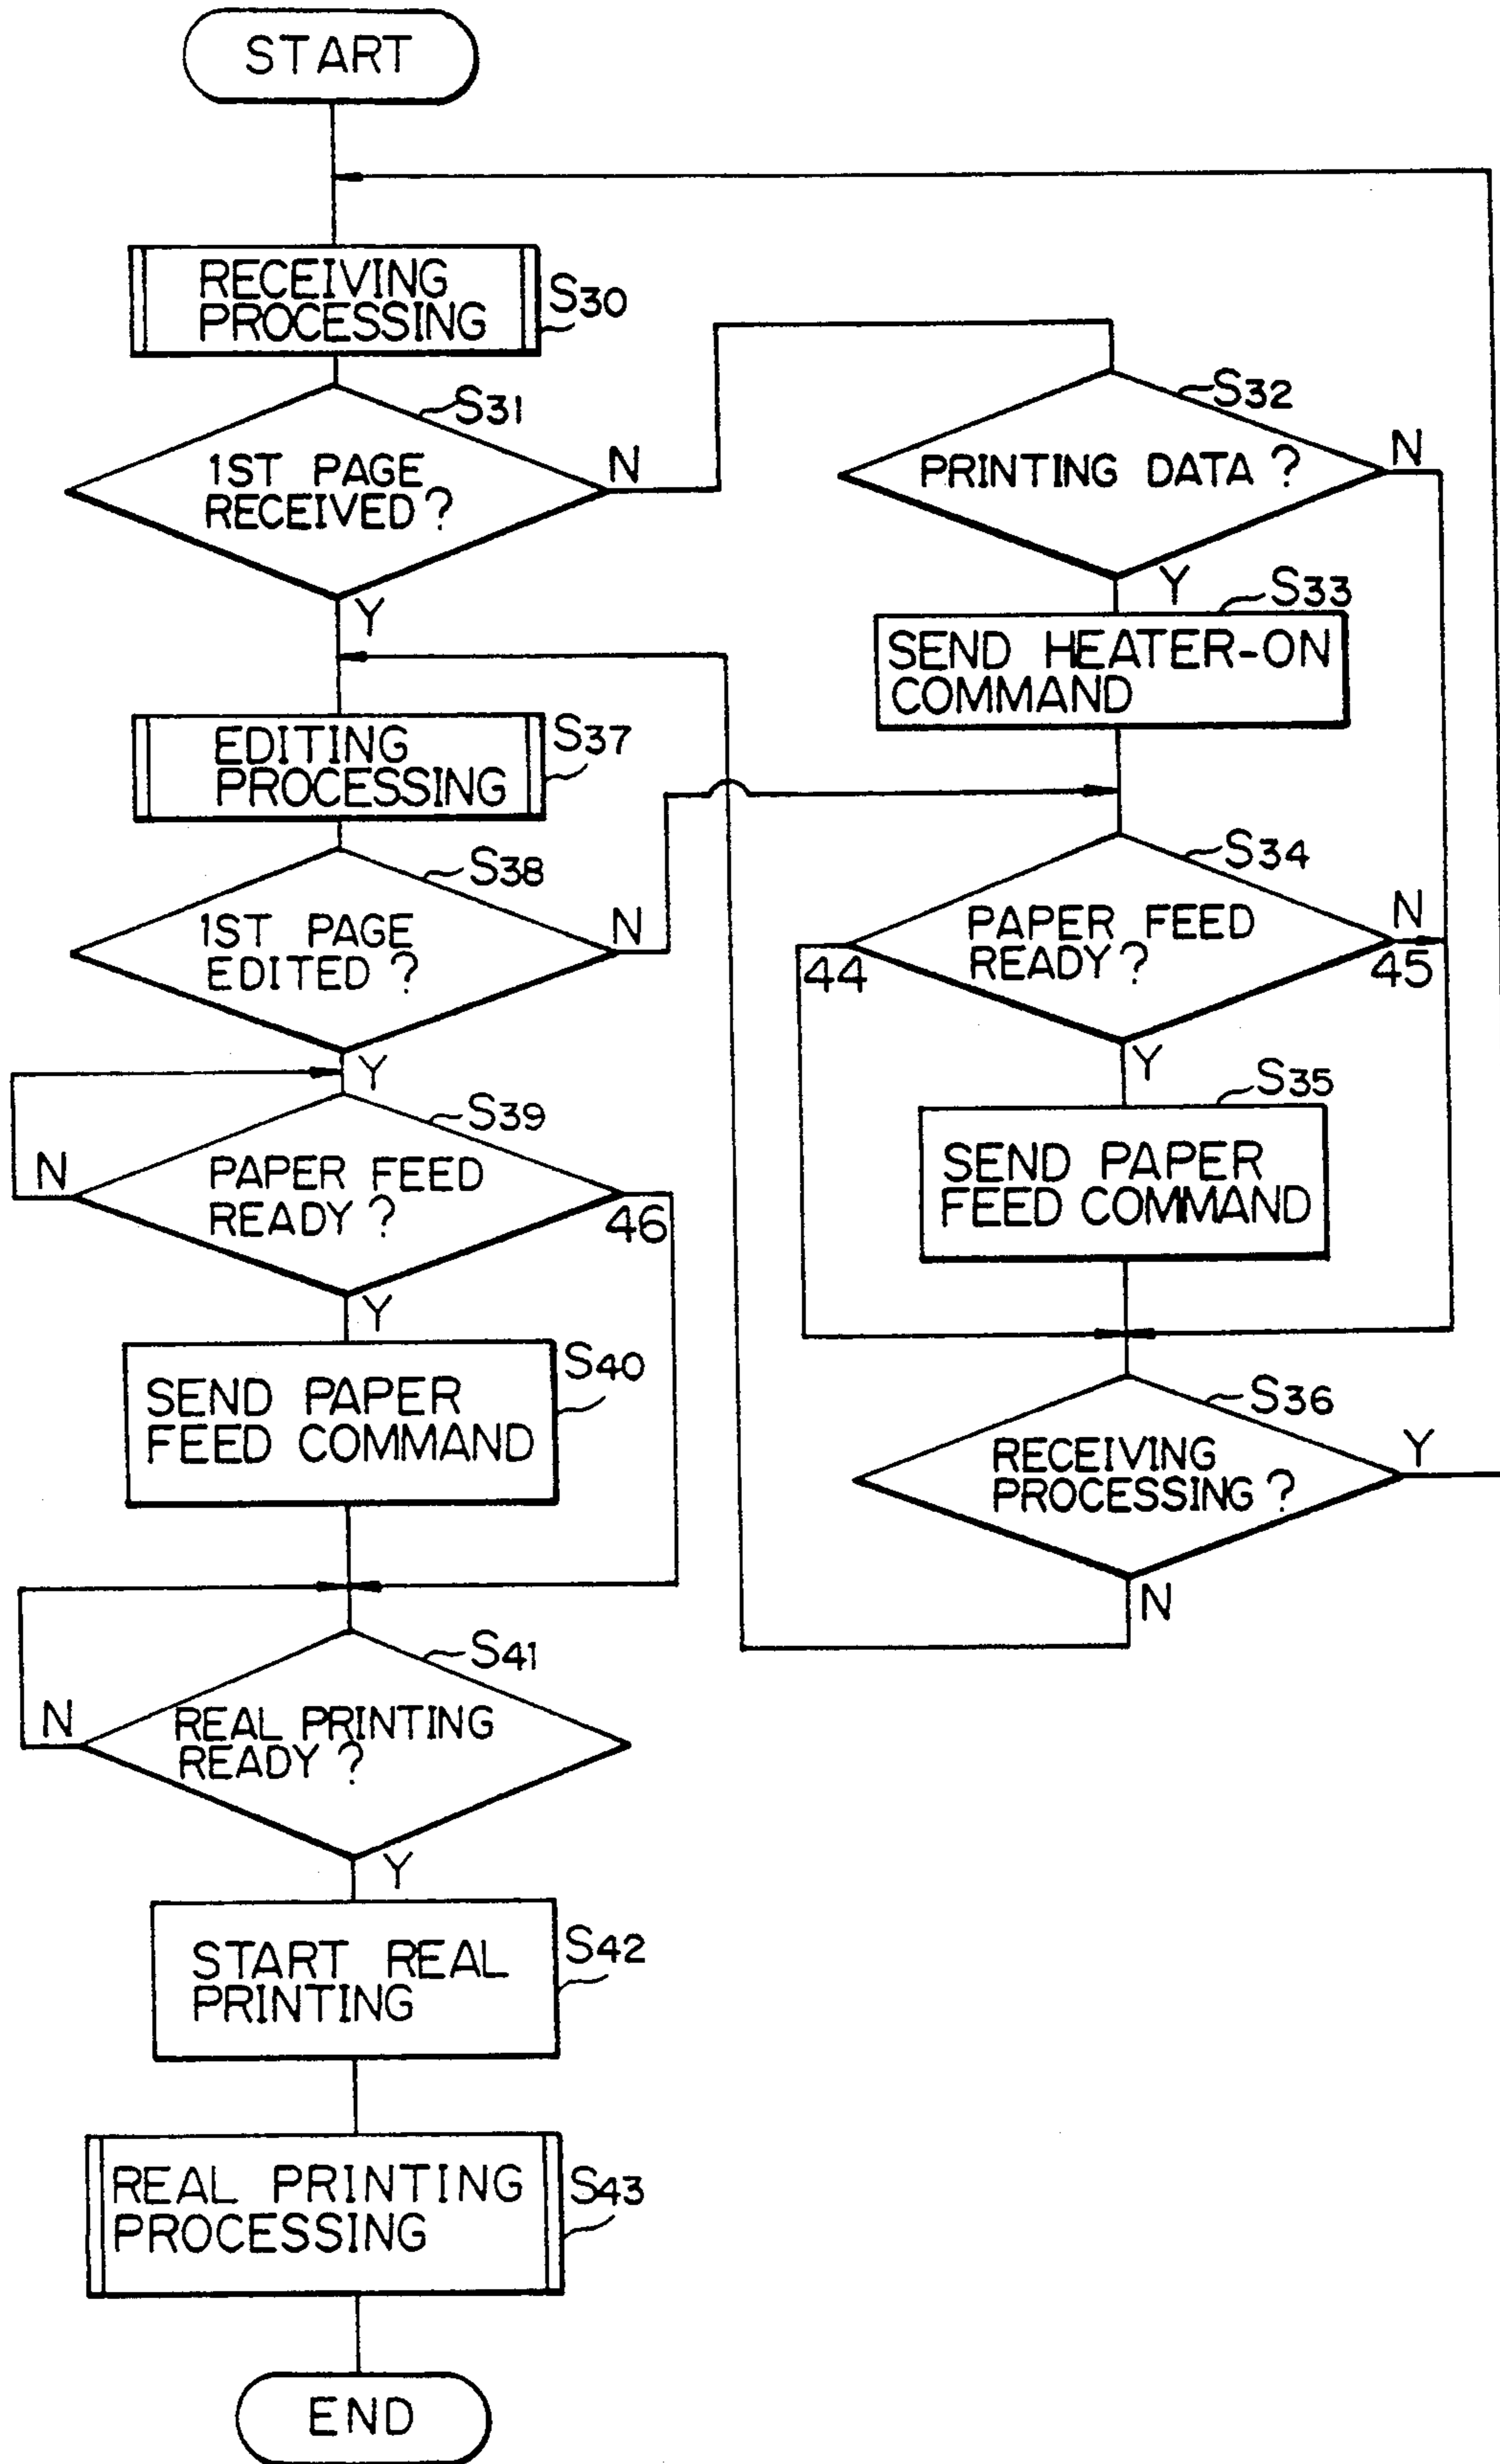 START
RECEIVING
PROCESSING
S30
S31
1ST PAGE
RECEIVED?
N
Y
S32
PRINTING DATA?
N
Y
S33
SEND HEATER-ON
COMMAND
EDITING
PROCESSING
S37
S38
1ST PAGE
EDITED?
N
Y
S34
PAPER FEED
READY?
N
44
45
Y
S35
SEND PAPER
FEED COMMAND
S39
PAPER FEED
READY?
N
46
Y
S40
SEND PAPER
FEED COMMAND
S36
RECEIVING
PROCESSING?
Y
N
S41
REAL PRINTING
READY?
N
Y
START REAL
PRINTING
S42
REAL PRINTING
PROCESSING
S43
END